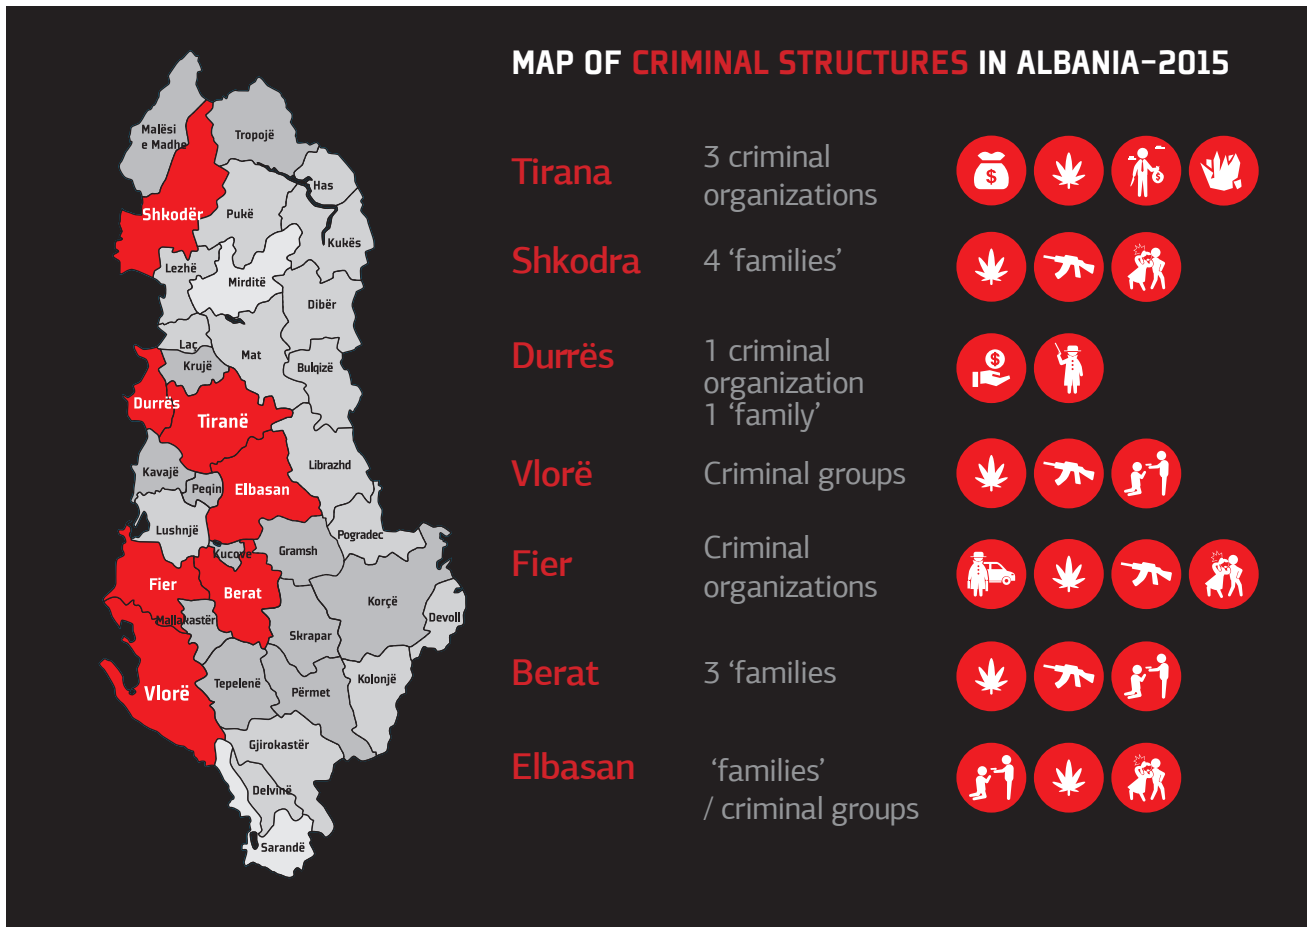 MAP OF CRIMINAL STRUCTURES IN ALBANIA–2015
Tirana
3 criminal
organizations
$
$
Shkodra
4 ‘families’
Durrës
1 criminal
organization
1 ‘family’
$
Vlorë
Criminal groups
Fier
Criminal
organizations
Berat
3 ‘families
Elbasan
‘families’
/ criminal groups
Malësi
e Madhe
Tropojë
Has
Shkodër
Pukë
Kukës
Lezhë
Mirditë
Dibër
Laç
Mat
Krujë
Bulqizë
Durrës
Tiranë
Kavajë
Librazhd
Peqin
Elbasan
Lushnjë
Pogradec
Kucove
Gramsh
Fier
Berat
Korçë
Mallakastër
Devoll
Skrapar
Vlorë
Tepelenë
Përmet
Kolonjë
Gjirokastër
Delvinë
Sarandë